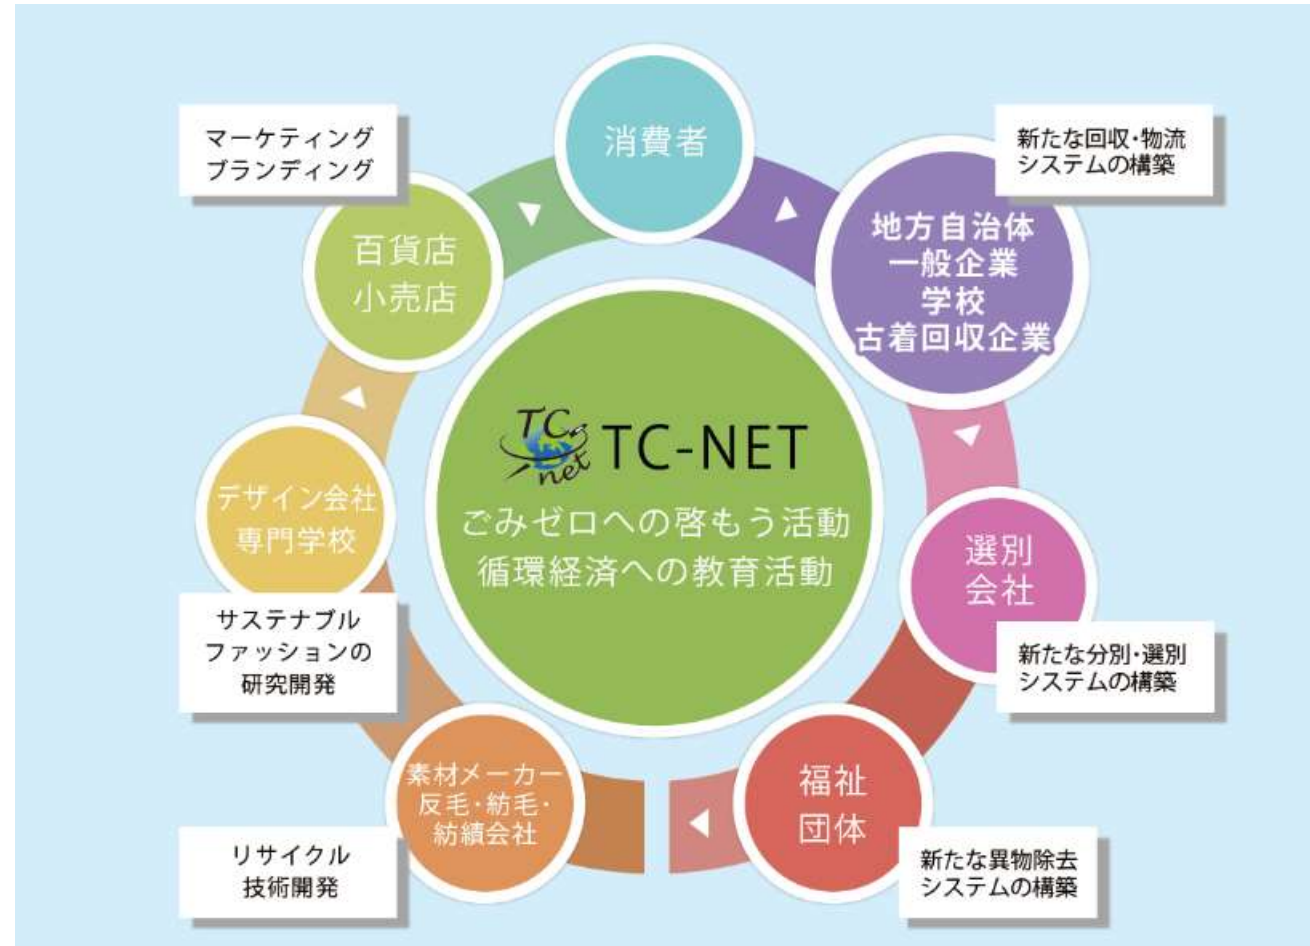 消費者
新たな回収・物流
システムの構築
地方自治体
一般企業
学校
古着回収企業
選別
会社
新たな分別・選別
システムの構築
福祉
団体
新たな異物除去
システムの構築
素材メーカー
反毛・紡毛・
紡績会社
リサイクル
技術開発
デザイン会社
専門学校
サステナブル
ファッションの
研究開発
百貨店
小売店
マーケティング
ブランディング
TC
net
TC-NET
ごみゼロへの啓もう活動
循環経済への教育活動